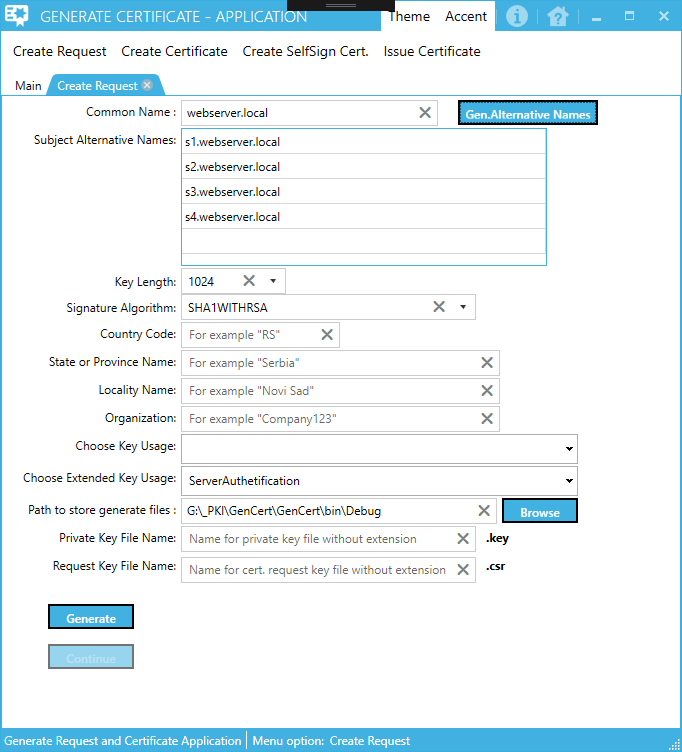 GENERATE CERTIFICATE - APPLICATION Theme Accent
Create Request Create Certificate Create SelfSign Cert. Issue Certificate
Main Create Request
Common Name : webserver.local Gen.Alternative Names
Subject Alternative Names: s1.webserver.local
s2.webserver.local
s3.webserver.local
s4.webserver.local
Key Length: 1024
Signature Algorithm: SHA1WITHRSA
Country Code: For example "RS"
State or Province Name: For example "Serbia"
Locality Name: For example "Novi Sad"
Organization: For example "Company123"
Choose Key Usage:
Choose Extended Key Usage: ServerAuthetification
Path to store generate files : G:\_PKI\GenCert\GenCert\bin\Debug Browse
Private Key File Name: Name for private key file without extension .key
Request Key File Name: Name for cert. request key file without extension .csr
Generate
Continue
Generate Request and Certificate Application Menu option: Create Request